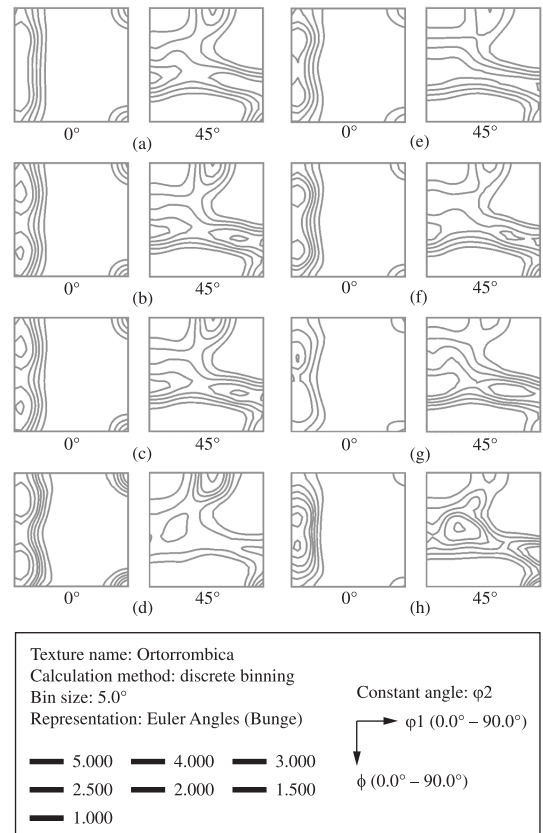 0° 45° 0° 45°
(a) (e)
0° 45° 0° 45°
(b) (f)
0° 45° 0° 45°
(c) (g)
0° 45° 0° 45°
(d) (h)
Texture name: Ortorrombica
Calculation method: discrete binning
Bin size: 5.0°
Representation: Euler Angles (Bunge)
5.000 4.000 3.000
2.500 2.000 1.500
1.000
Constant angle: φ2
φ1 (0.0° – 90.0°)
ϕ (0.0° – 90.0°)